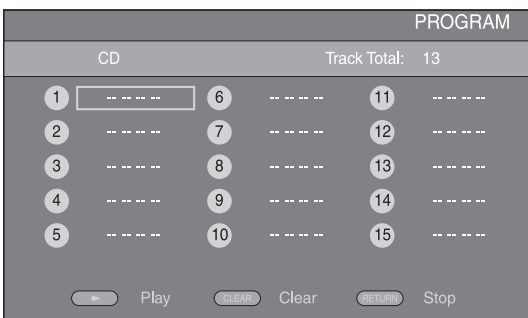 PROGRAM
CD Track Total: 13
1 -- -- -- -- 6 -- -- -- -- 11 -- -- -- --
2 -- -- -- -- 7 -- -- -- -- 12 -- -- -- --
3 -- -- -- -- 8 -- -- -- -- 13 -- -- -- --
4 -- -- -- -- 9 -- -- -- -- 14 -- -- -- --
5 -- -- -- -- 10 -- -- -- -- 15 -- -- -- --
Play CLEAR Clear RETURN Stop